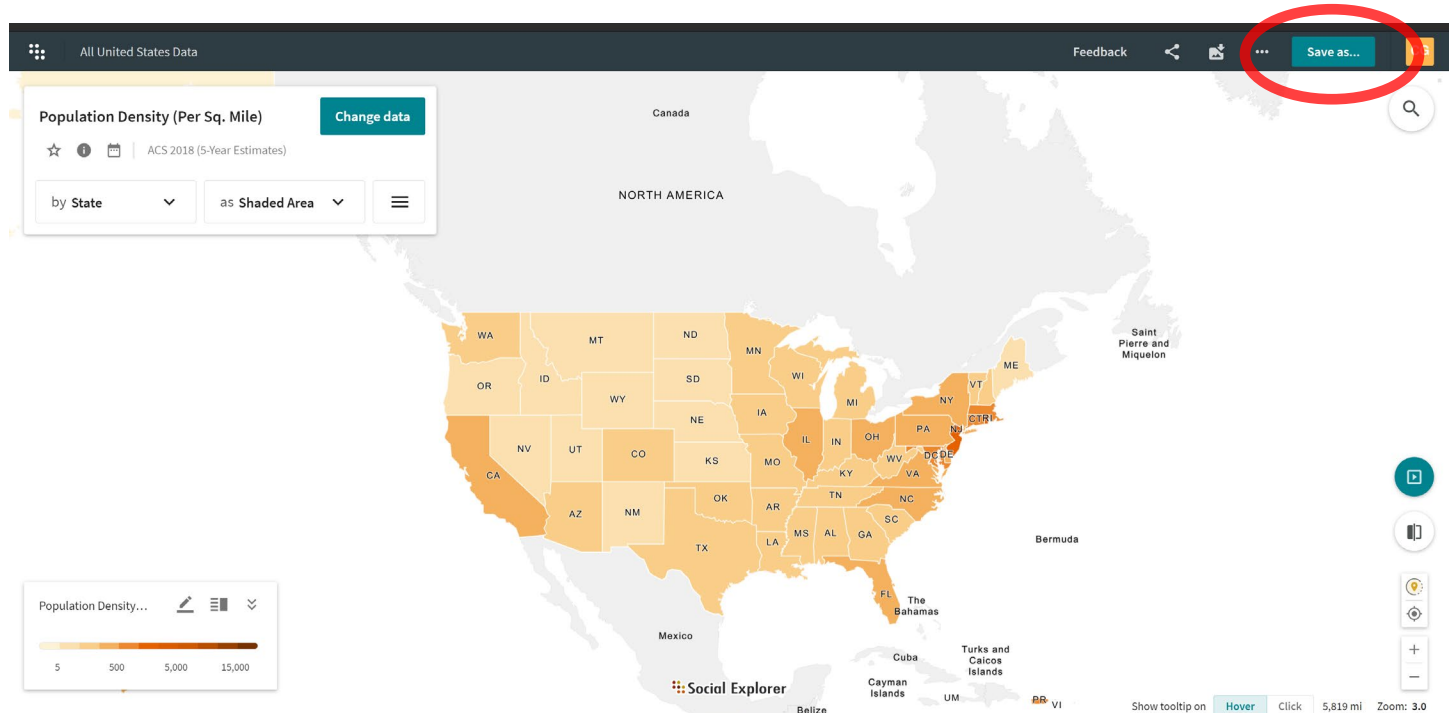 All United States Data
Feedback
Save as...
Population Density (Per Sq. Mile)
Change data
ACS 2018 (5-Year Estimates)
by State
as Shaded Area
Canada
NORTH AMERICA
Saint
Pierre and
Miquelon
WA
MT
ND
MN
ME
OR
ID
SD
WI
VT
WY
MI
NY
NE
IA
CT
RI
PA
NJ
NV
UT
CO
IL
IN
OH
KS
MO
WV
DC
DE
CA
KY
VA
OK
TN
NC
AZ
NM
AR
SC
MS
AL
GA
TX
LA
Bermuda
FL
The
Bahamas
Population Density...
5
500
5,000
15,000
Mexico
Cuba
Turks and
Caicos
Islands
Social Explorer
Cayman
Islands
UM
PR
VI
Belize
Show tooltip on
Hover
Click
5,819 mi
Zoom: 3.0